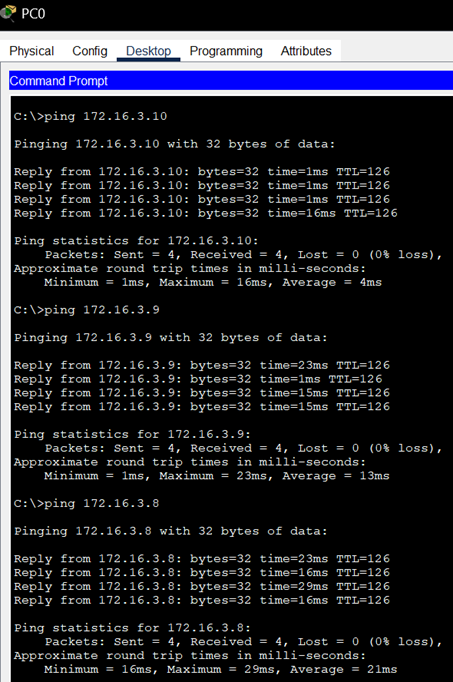 PC0
Physical Config Desktop Programming Attributes
Command Prompt
C:\>ping 172.16.3.10
Pinging 172.16.3.10 with 32 bytes of data:
Reply from 172.16.3.10: bytes=32 time=1ms TTL=126
Reply from 172.16.3.10: bytes=32 time=1ms TTL=126
Reply from 172.16.3.10: bytes=32 time=1ms TTL=126
Reply from 172.16.3.10: bytes=32 time=16ms TTL=126
Ping statistics for 172.16.3.10:
    Packets: Sent = 4, Received = 4, Lost = 0 (0% loss),
Approximate round trip times in milli-seconds:
    Minimum = 1ms, Maximum = 16ms, Average = 4ms
C:\>ping 172.16.3.9
Pinging 172.16.3.9 with 32 bytes of data:
Reply from 172.16.3.9: bytes=32 time=23ms TTL=126
Reply from 172.16.3.9: bytes=32 time=1ms TTL=126
Reply from 172.16.3.9: bytes=32 time=15ms TTL=126
Reply from 172.16.3.9: bytes=32 time=15ms TTL=126
Ping statistics for 172.16.3.9:
    Packets: Sent = 4, Received = 4, Lost = 0 (0% loss),
Approximate round trip times in milli-seconds:
    Minimum = 1ms, Maximum = 23ms, Average = 13ms
C:\>ping 172.16.3.8
Pinging 172.16.3.8 with 32 bytes of data:
Reply from 172.16.3.8: bytes=32 time=23ms TTL=126
Reply from 172.16.3.8: bytes=32 time=16ms TTL=126
Reply from 172.16.3.8: bytes=32 time=29ms TTL=126
Reply from 172.16.3.8: bytes=32 time=16ms TTL=126
Ping statistics for 172.16.3.8:
    Packets: Sent = 4, Received = 4, Lost = 0 (0% loss),
Approximate round trip times in milli-seconds:
    Minimum = 16ms, Maximum = 29ms, Average = 21ms